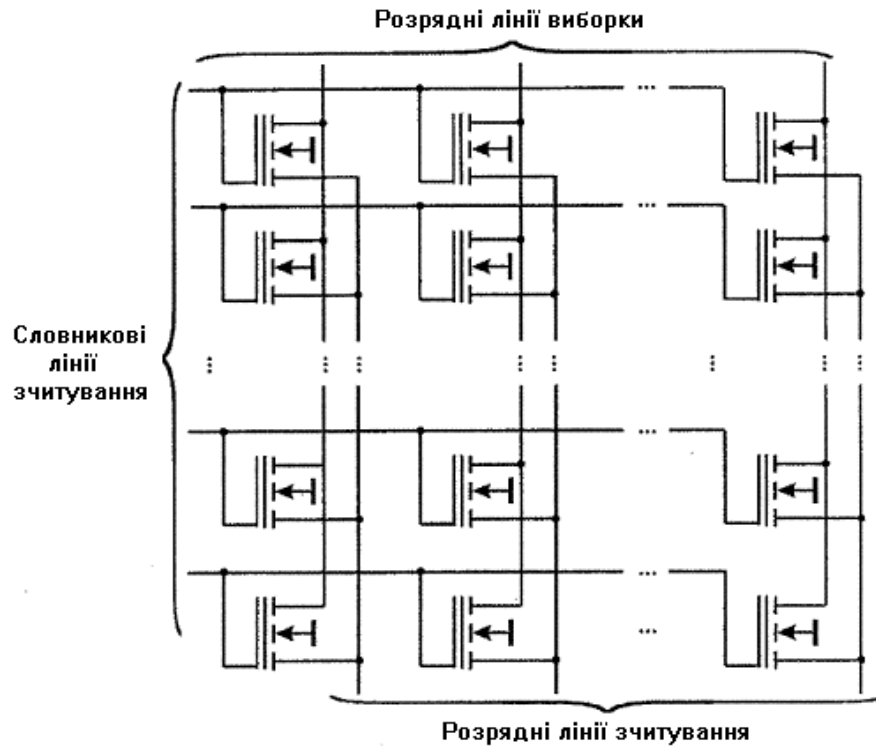 Розрядні лінії виборки
Словникові
лінії
зчитування
Розрядні лінії зчитування